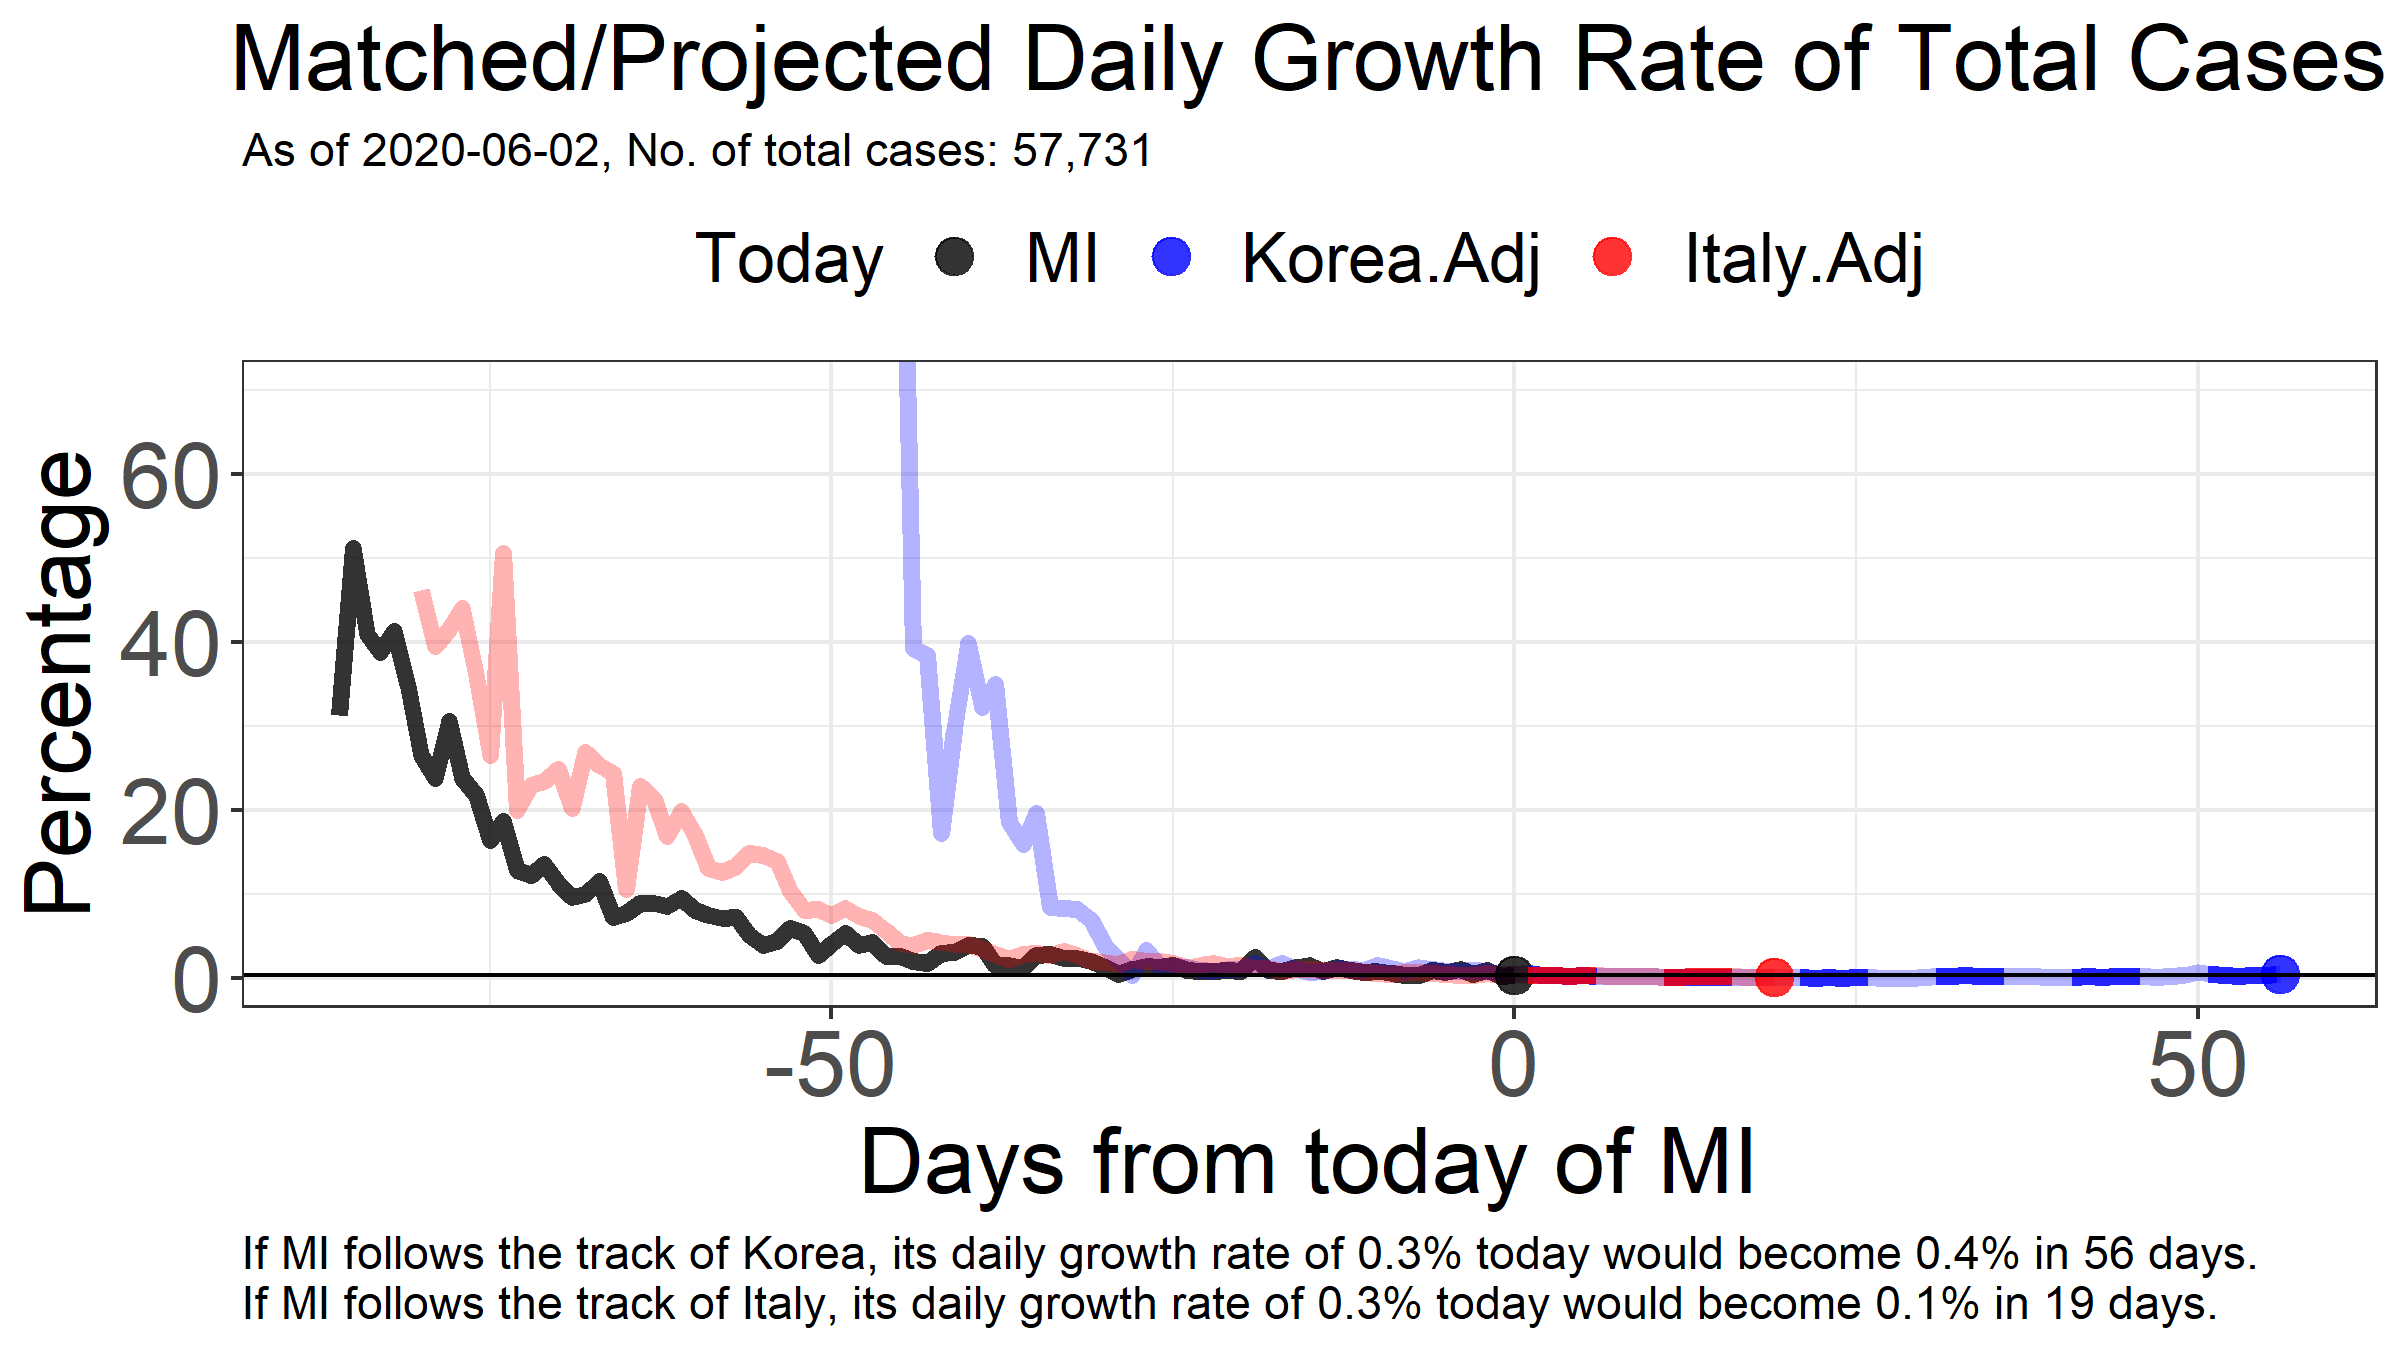 Matched/Projected Daily Growth Rate of Total Cases
As of 2020-06-02, No. of total cases: 57,731
Today MI Korea.Adj Italy.Adj
Percentage
60
40
20
0
-50 0 50
Days from today of MI
If MI follows the track of Korea, its daily growth rate of 0.3% today would become 0.4% in 56 days.
If MI follows the track of Italy, its daily growth rate of 0.3% today would become 0.1% in 19 days.